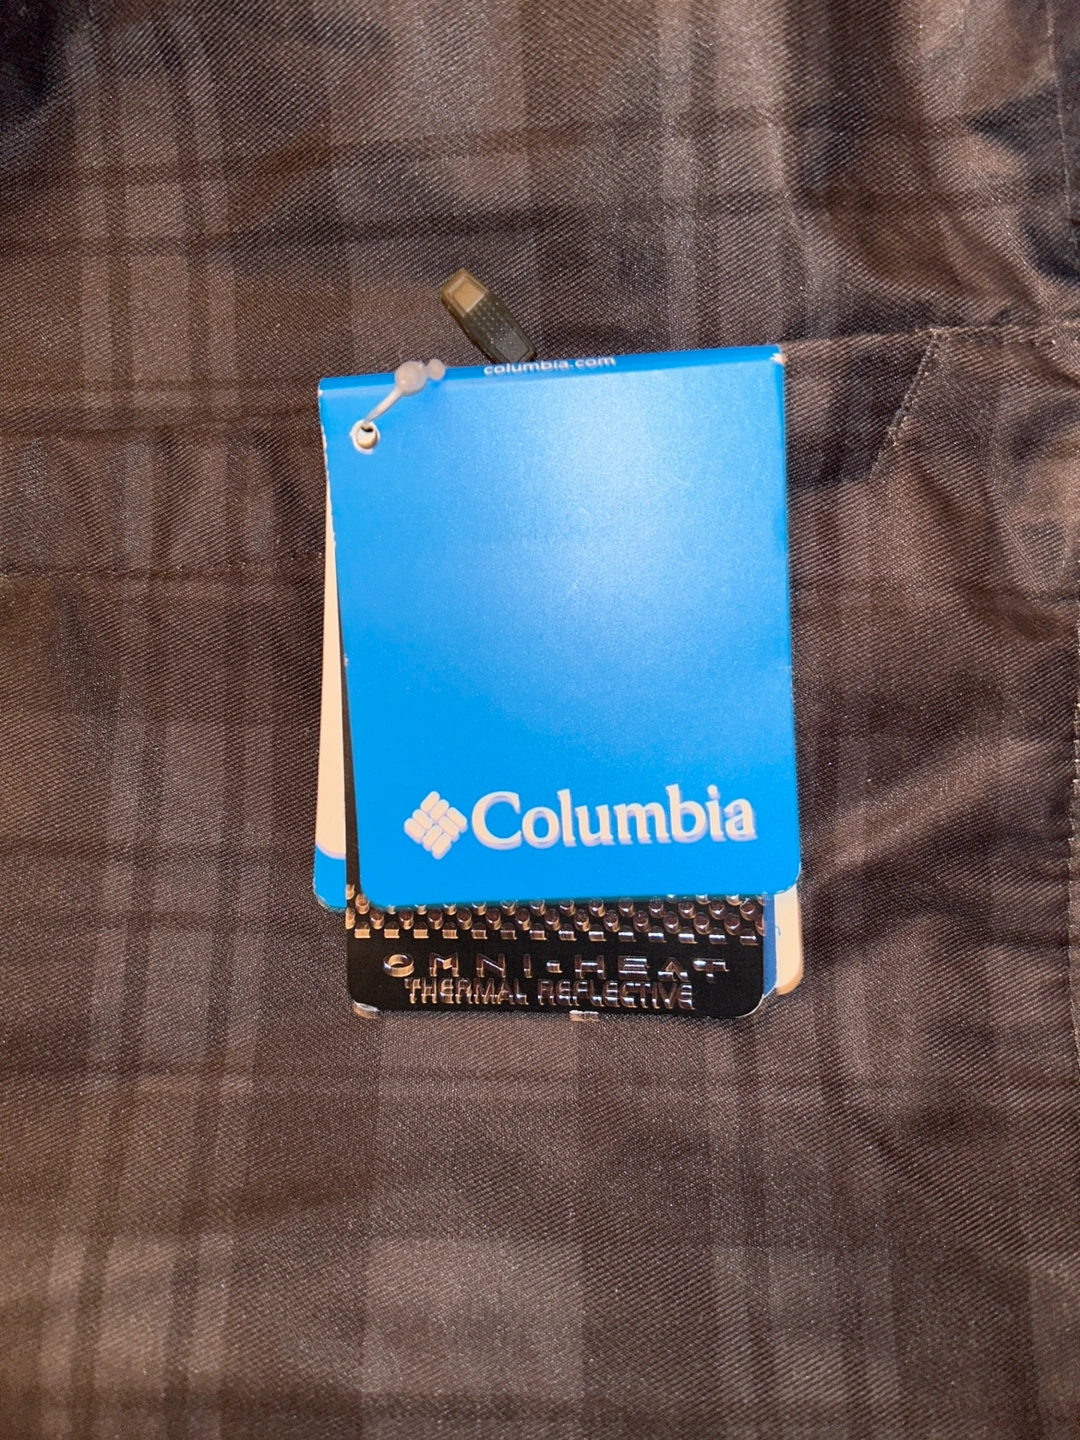 columbia.com
Columbia
OMNI-HEAT
THERMAL REFLECTIVE